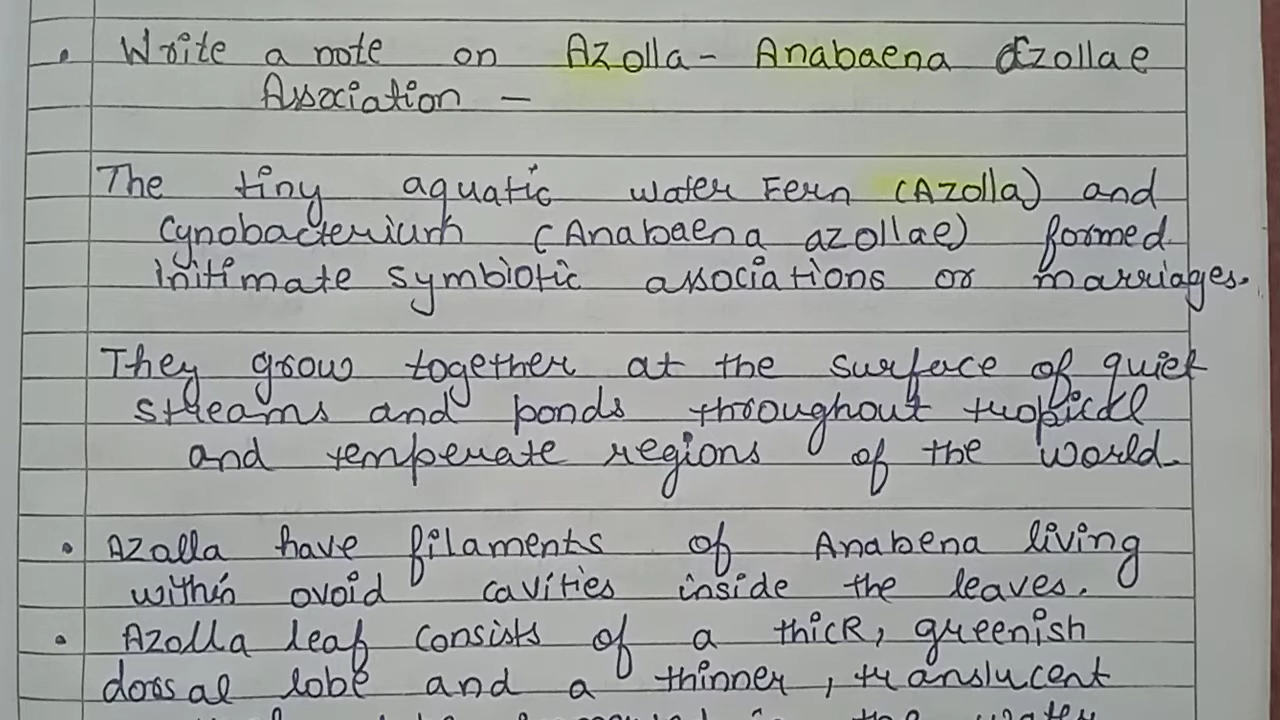 • Write a note on Azolla - Anabaena azollae
Association -
The tiny aquatic water Fern (Azolla) and
Cynobacterium (Anabaena azollae) formed
initimate symbiotic associations or marriages.
They grow together at the surface of quiet
streams and ponds throughout tropical
and temperate regions of the world.
• Azalla have filaments of Anabena living
within ovoid cavities inside the leaves.
• Azolla leaf consists of a thick, greenish
dorsal lobe and a thinner, translucent
in the water